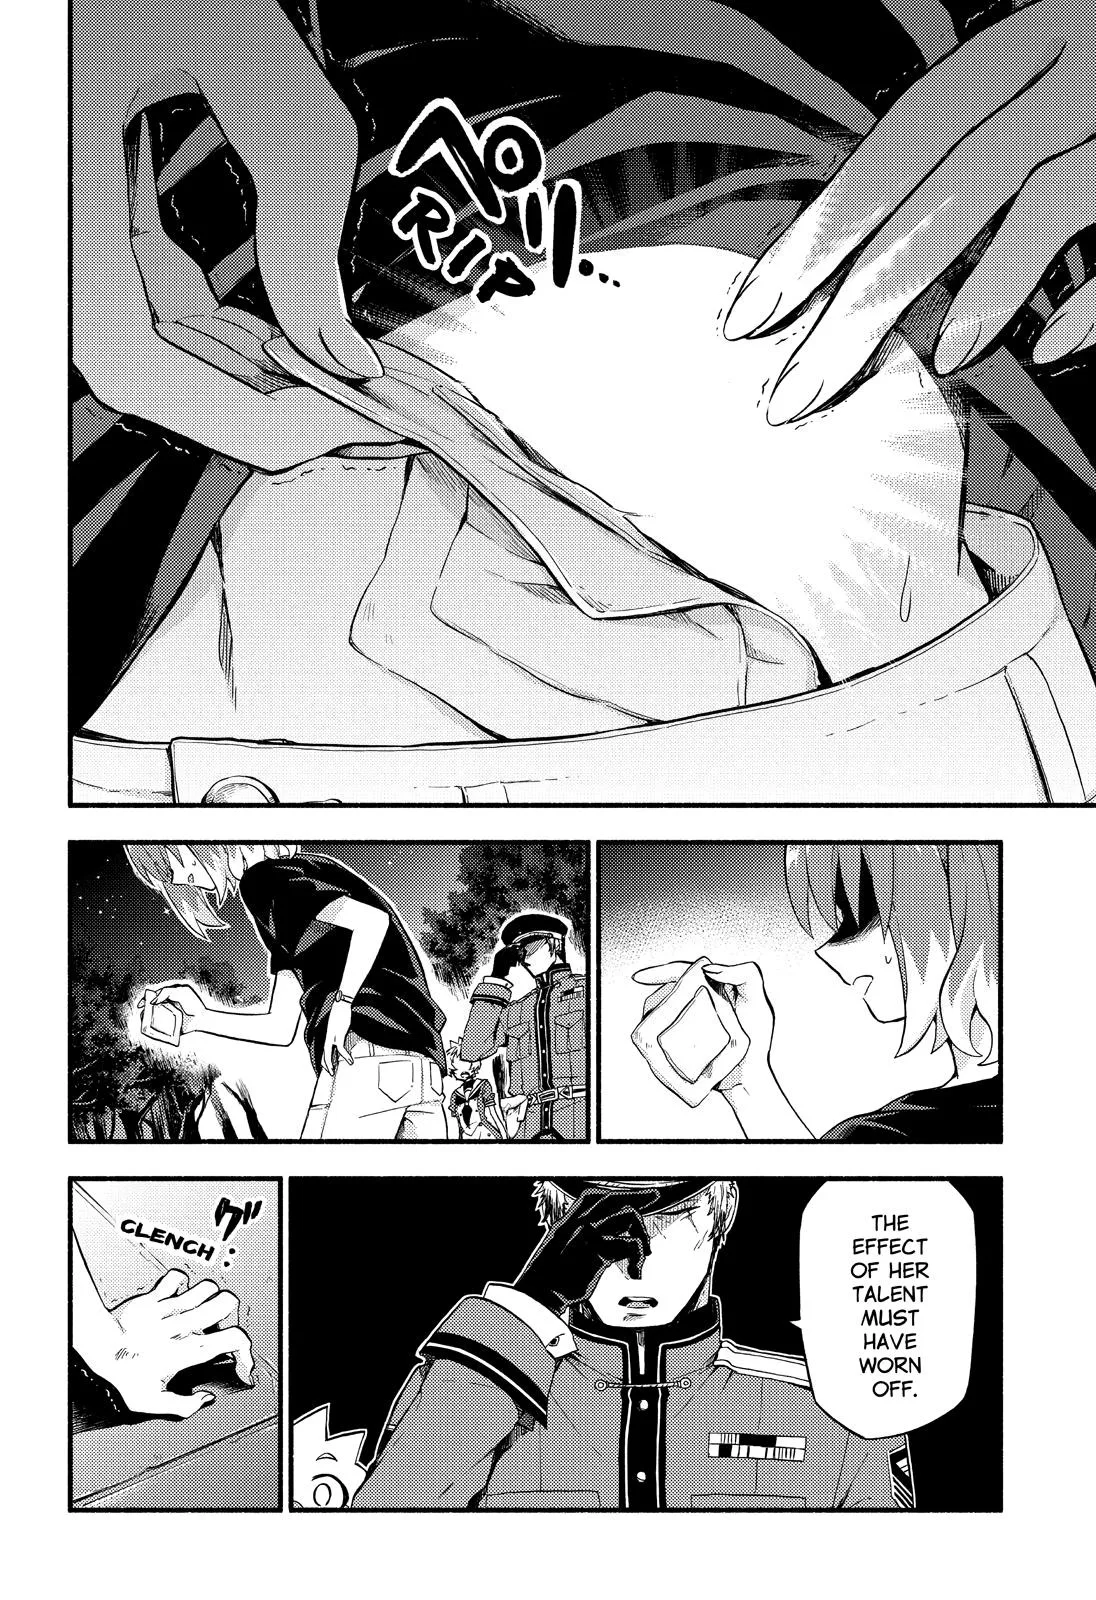 ペリッ…
RIP
THE
EFFECT
OF HER
TALENT
MUST
HAVE
WORN
OFF.
グッ:
CLENCH